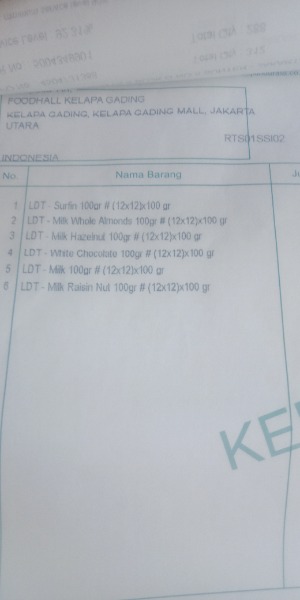 FOODHALL KELAPA GADING
KELAPA GADING, KELAPA GADING MALL, JAKARTA
UTARA
RTS01SSI02
INDONESIA
No. Nama Barang
1 LDT - Surfin 100gr # (12x12)x100 gr
2 LDT - Milk Whole Almonds 100gr # (12x12)x100 gr
3 LDT - Milk Hazelnut 100gr # (12x12)x100 gr
4 LDT - White Chocolate 100gr # (12x12)x100 gr
5 LDT - Milk 100gr # (12x12)x100 gr
6 LDT - Milk Raisin Nut 100gr # (12x12)x100 gr
KE